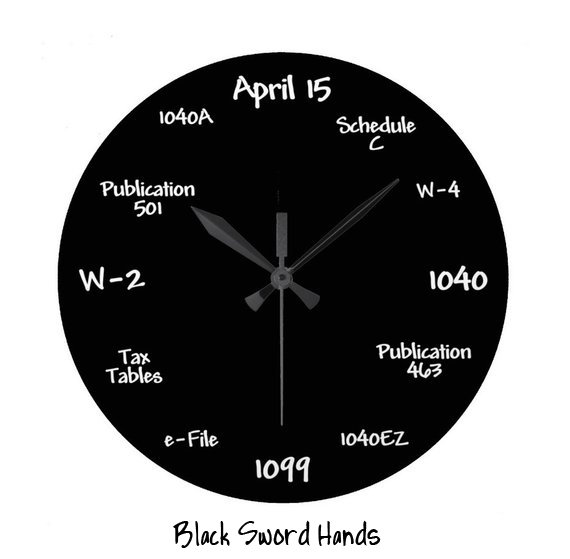 April 15
1040A
Schedule
C
Publication
501
W-4
W-2
1040
Tax
Tables
Publication
463
e-File
1040EZ
1099
Black Sword Hands